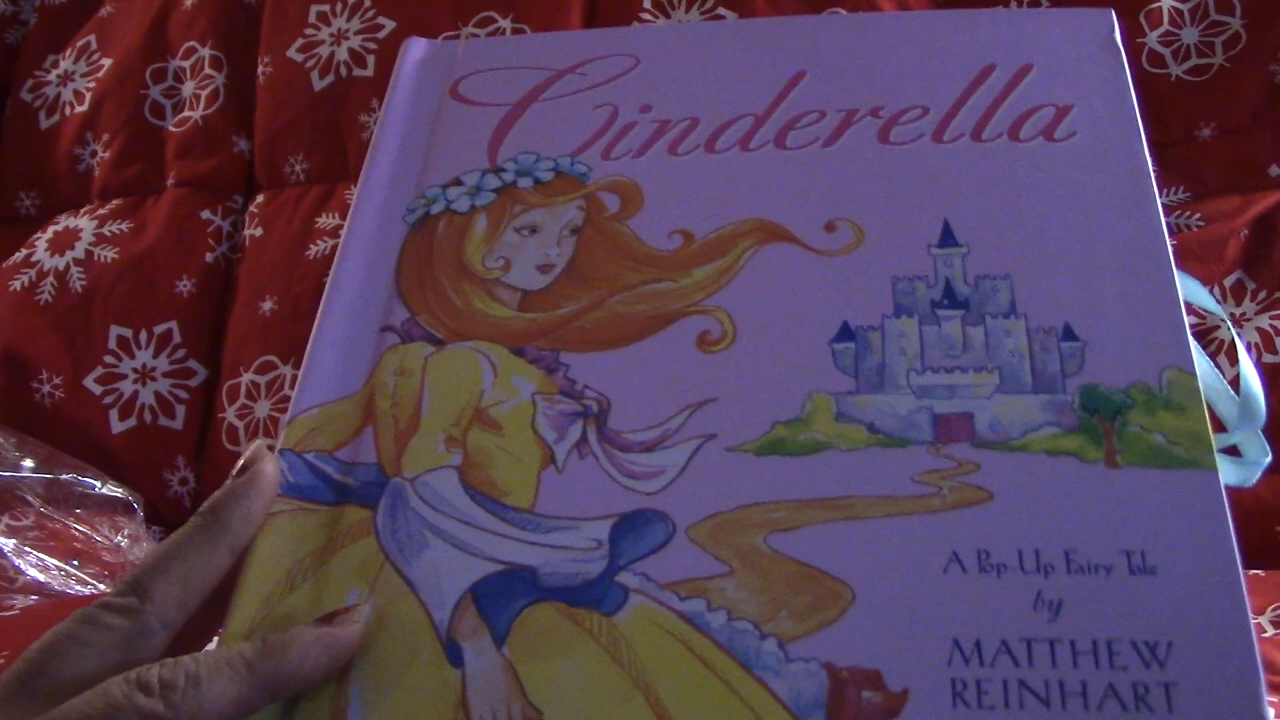 Cinderella
A Pop-Up Fairy Tale
by
MATTHEW
REINHART